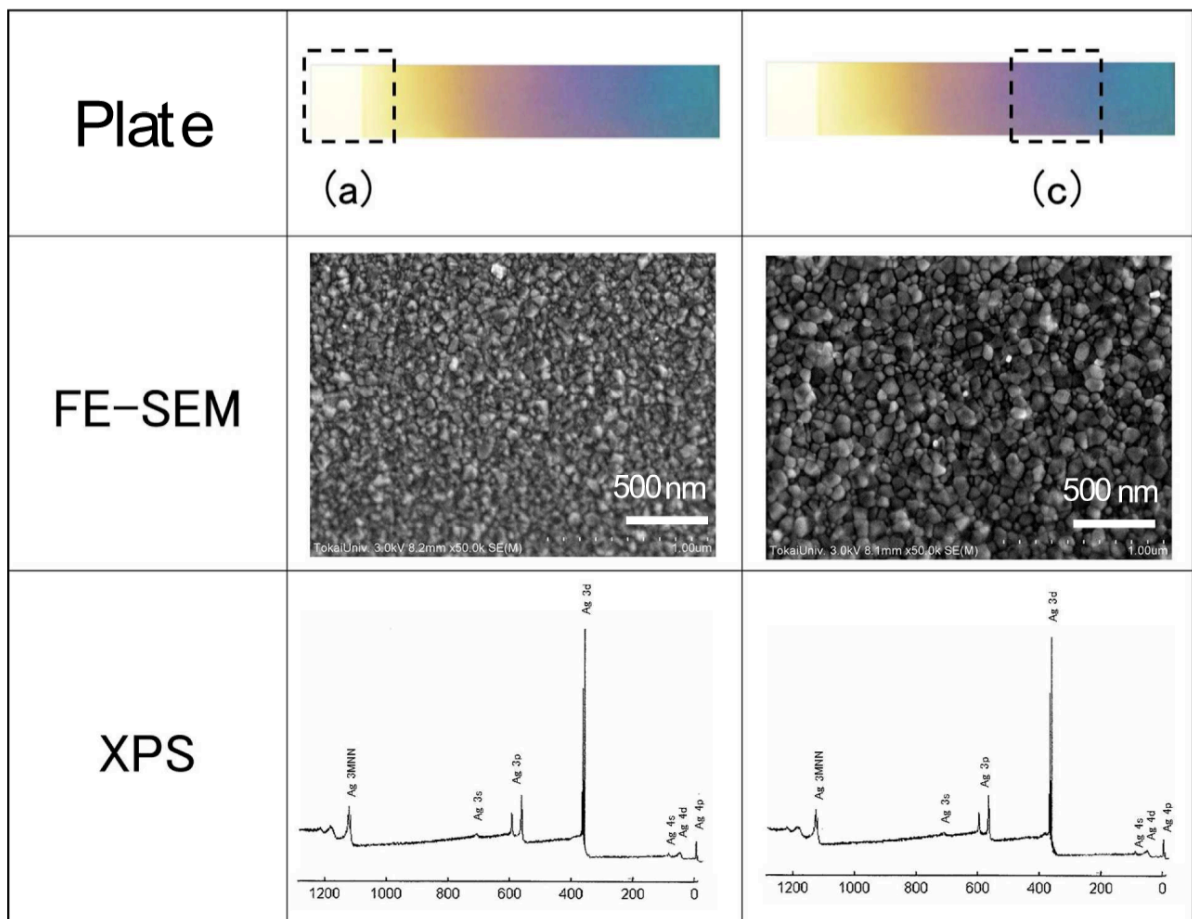 Plate
(a)
(c)
FE-SEM
500 nm
TokaiUniv. 3.0kV 8.2mm x50.0k SE(M)
1.00um
500 nm
TokaiUniv. 3.0kV 8.1mm x50.0k SE(M)
1.00um
XPS
Ag 3MNN
Ag 3s
Ag 3p
Ag 3d
Ag 4s
Ag 4d
Ag 4p
1200 1000 800 600 400 200 0
Ag 3MNN
Ag 3s
Ag 3p
Ag 3d
Ag 4s
Ag 4d
Ag 4p
1200 1000 800 600 400 200 0